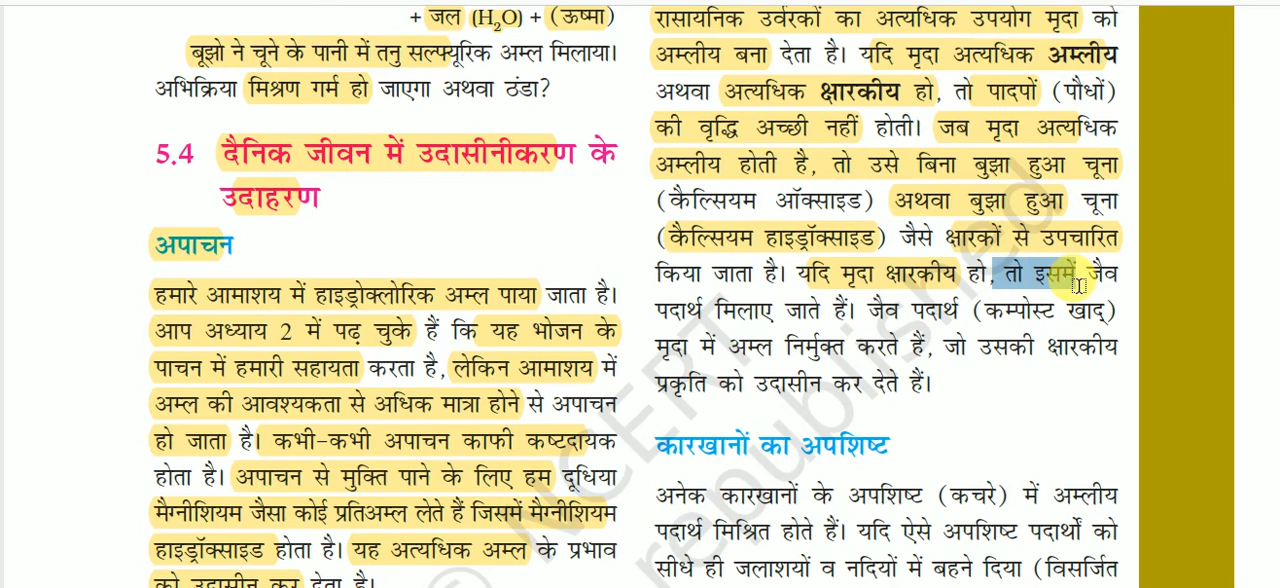 + जल (H₂O) + (ऊष्मा)
बूझो ने चूने के पानी में तनु सल्फ्यूरिक अम्ल मिलाया।
अभिक्रिया मिश्रण गर्म हो जाएगा अथवा ठंडा?
5.4 दैनिक जीवन में उदासीनीकरण के
उदाहरण
अपाचन
हमारे आमाशय में हाइड्रोक्लोरिक अम्ल पाया जाता है।
आप अध्याय 2 में पढ़ चुके हैं कि यह भोजन के
पाचन में हमारी सहायता करता है, लेकिन आमाशय में
अम्ल की आवश्यकता से अधिक मात्रा होने से अपाचन
हो जाता है। कभी-कभी अपाचन काफी कष्टदायक
होता है। अपाचन से मुक्ति पाने के लिए हम दूधिया
मैग्नीशियम जैसा कोई प्रतिअम्ल लेते हैं जिसमें मैग्नीशियम
हाइड्रॉक्साइड होता है। यह अत्यधिक अम्ल के प्रभाव
को उदासीन कर देता है।
रासायनिक उर्वरकों का अत्यधिक उपयोग मृदा को
अम्लीय बना देता है। यदि मृदा अत्यधिक अम्लीय
अथवा अत्यधिक क्षारकीय हो, तो पादपों (पौधों)
की वृद्धि अच्छी नहीं होती। जब मृदा अत्यधिक
अम्लीय होती है, तो उसे बिना बुझा हुआ चूना
(कैल्सियम ऑक्साइड) अथवा बुझा हुआ चूना
(कैल्सियम हाइड्रॉक्साइड) जैसे क्षारकों से उपचारित
किया जाता है। यदि मृदा क्षारकीय हो, तो इसमें जैव
पदार्थ मिलाए जाते हैं। जैव पदार्थ (कम्पोस्ट खाद्)
मृदा में अम्ल निर्मुक्त करते हैं, जो उसकी क्षारकीय
प्रकृति को उदासीन कर देते हैं।
कारखानों का अपशिष्ट
अनेक कारखानों के अपशिष्ट (कचरे) में अम्लीय
पदार्थ मिश्रित होते हैं। यदि ऐसे अपशिष्ट पदार्थों को
सीधे ही जलाशयों व नदियों में बहने दिया (विसर्जित
© NCERT
republished